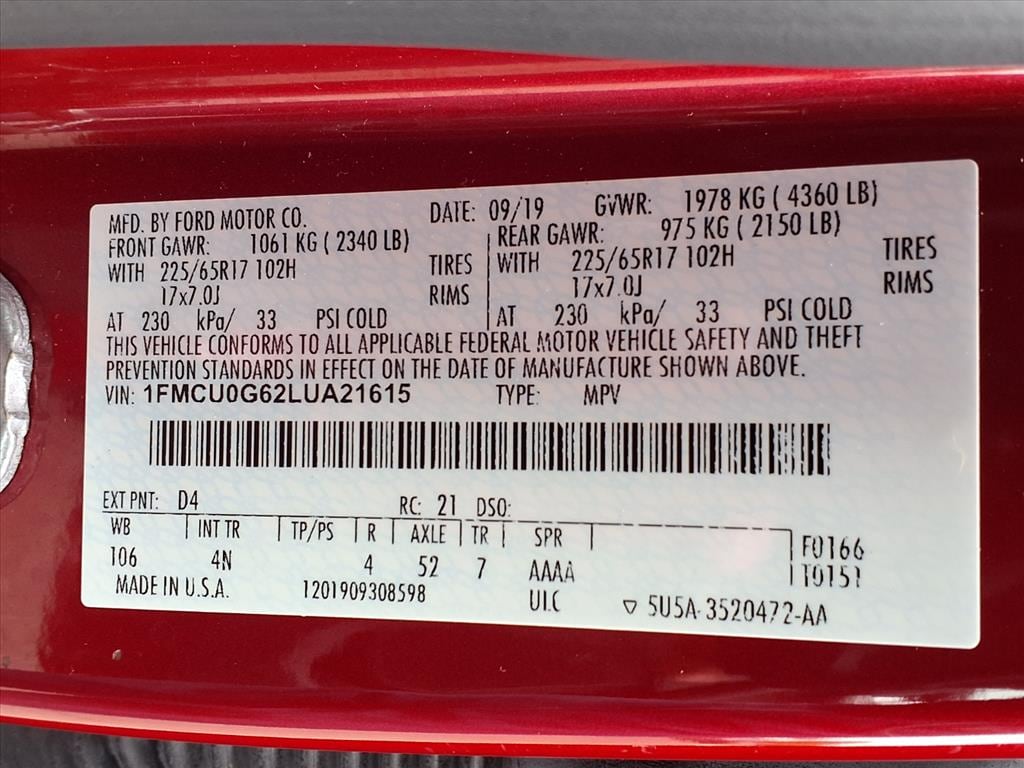 MFD. BY FORD MOTOR CO. DATE: 09/19 GVWR: 1978 KG ( 4360 LB)
FRONT GAWR: 1061 KG ( 2340 LB) REAR GAWR: 975 KG ( 2150 LB)
WITH 225/65R17 102H TIRES WITH 225/65R17 102H TIRES
17x7.0J RIMS 17x7.0J RIMS
AT 230 kPa/ 33 PSI COLD AT 230 kPa/ 33 PSI COLD
THIS VEHICLE CONFORMS TO ALL APPLICABLE FEDERAL MOTOR VEHICLE SAFETY AND THEFT
PREVENTION STANDARDS IN EFFECT ON THE DATE OF MANUFACTURE SHOWN ABOVE.
VIN: 1FMCU0G62LUA21615 TYPE: MPV
EXT PNT: D4 RC: 21 DSO:
WB INT TR TP/PS R AXLE TR SPR
106 4N 4 52 7 AAAA
F0166
T0151
MADE IN U.S.A. 1201909308598 UIC ▽ 5U5A-3520472-AA